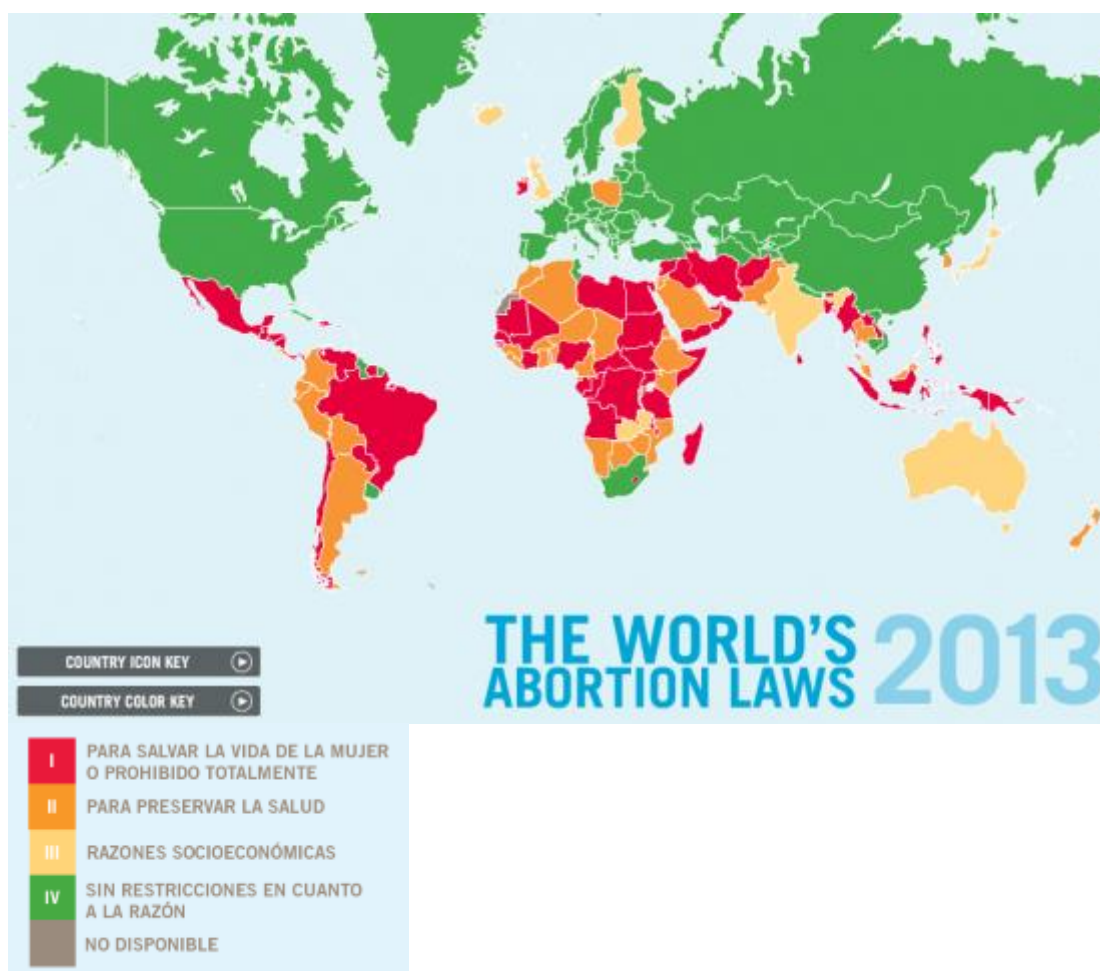 THE WORLD'S 2013
ABORTION LAWS
COUNTRY ICON KEY
COUNTRY COLOR KEY
I PARA SALVAR LA VIDA DE LA MUJER
O PROHIBIDO TOTALMENTE
II PARA PRESERVAR LA SALUD
III RAZONES SOCIOECONÓMICAS
IV SIN RESTRICCIONES EN CUANTO
A LA RAZÓN
NO DISPONIBLE